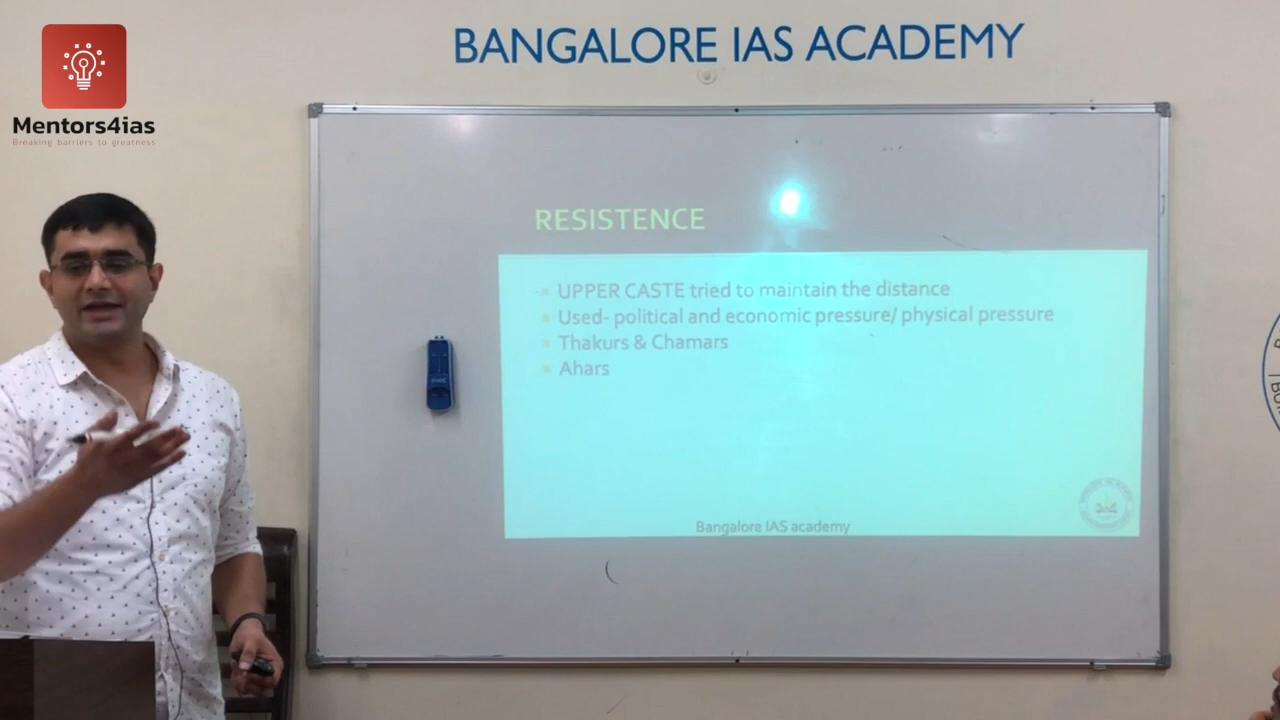 BANGALORE IAS ACADEMY
Mentors4ias
Breaking barriers to greatness
RESISTENCE
UPPER CASTE tried to maintain the distance
Used- political and economic pressure/ physical pressure
Thakurs & Chamars
Ahars
Bangalore IAS academy